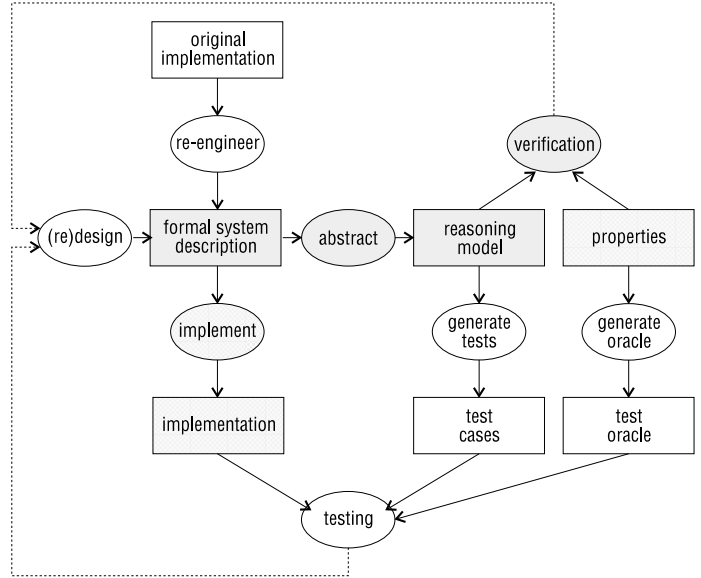 original
implementation
re-engineer
verification
(re)design
formal system
description
abstract
reasoning
model
properties
implement
generate
tests
generate
oracle
implementation
test
cases
test
oracle
testing